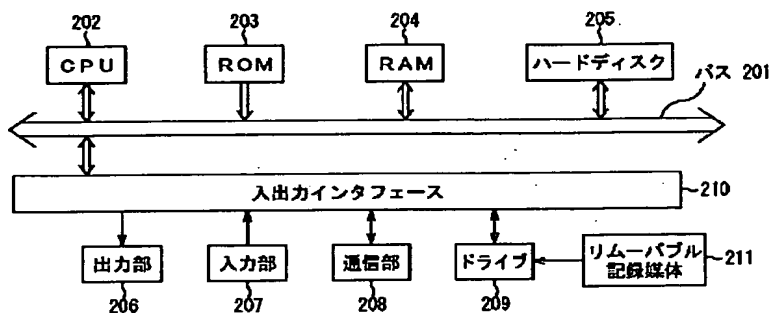 202
203
204
205
CPU
ROM
RAM
ハードディスク
バス 201
入出力インタフェース
210
出力部
入力部
通信部
ドライブ
リムーバブル
記録媒体
211
206
207
208
209